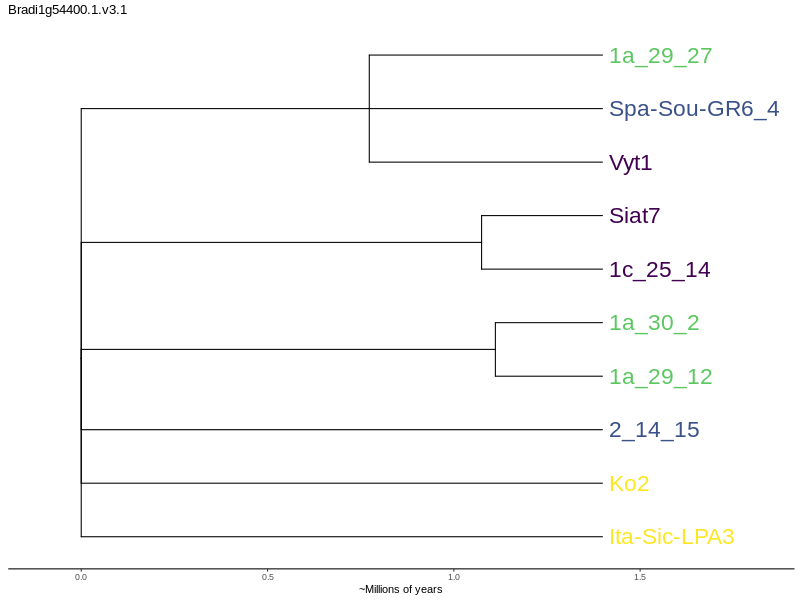 Bradi1g54400.1.v3.1
1a_29_27
Spa-Sou-GR6_4
Vyt1
Siat7
1c_25_14
1a_30_2
1a_29_12
2_14_15
Ko2
Ita-Sic-LPA3
0.0 0.5 1.0 1.5
~Millions of years